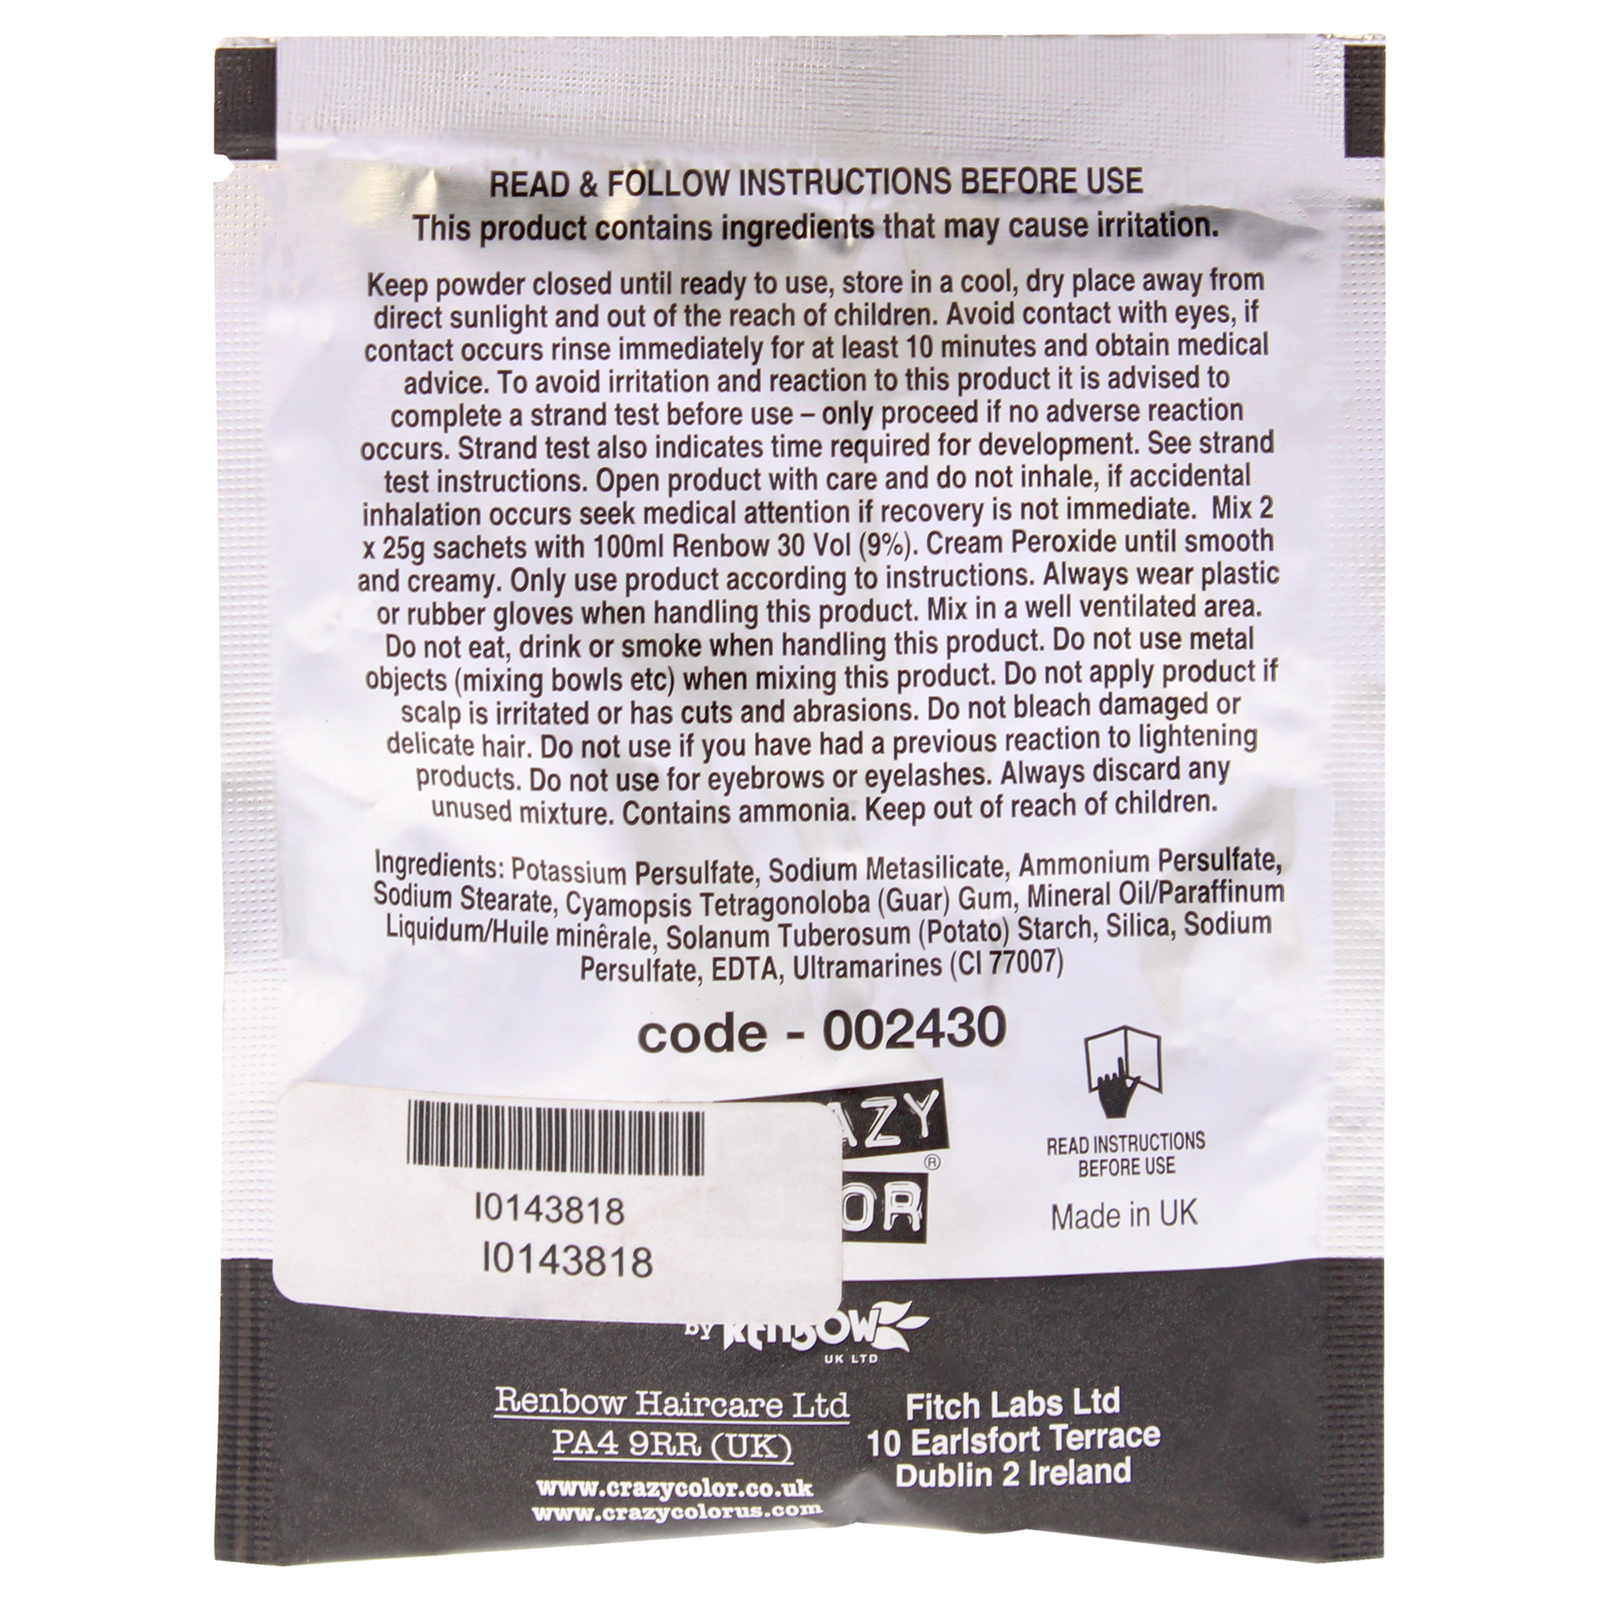 READ & FOLLOW INSTRUCTIONS BEFORE USE
This product contains ingredients that may cause irritation.
Keep powder closed until ready to use, store in a cool, dry place away from
direct sunlight and out of the reach of children. Avoid contact with eyes, if
contact occurs rinse immediately for at least 10 minutes and obtain medical
advice. To avoid irritation and reaction to this product it is advised to
complete a strand test before use – only proceed if no adverse reaction
occurs. Strand test also indicates time required for development. See strand
test instructions. Open product with care and do not inhale, if accidental
inhalation occurs seek medical attention if recovery is not immediate. Mix 2
x 25g sachets with 100ml Renbow 30 Vol (9%). Cream Peroxide until smooth
and creamy. Only use product according to instructions. Always wear plastic
or rubber gloves when handling this product. Mix in a well ventilated area.
Do not eat, drink or smoke when handling this product. Do not use metal
objects (mixing bowls etc) when mixing this product. Do not apply product if
scalp is irritated or has cuts and abrasions. Do not bleach damaged or
delicate hair. Do not use if you have had a previous reaction to lightening
products. Do not use for eyebrows or eyelashes. Always discard any
unused mixture. Contains ammonia. Keep out of reach of children.
Ingredients: Potassium Persulfate, Sodium Metasilicate, Ammonium Persulfate,
Sodium Stearate, Cyamopsis Tetragonoloba (Guar) Gum, Mineral Oil/Paraffinum
Liquidum/Huile minêrale, Solanum Tuberosum (Potato) Starch, Silica, Sodium
Persulfate, EDTA, Ultramarines (CI 77007)
code - 002430
AZY
®
OR
READ INSTRUCTIONS
BEFORE USE
Made in UK
I0143818
I0143818
by RENBOW
UK LTD
Renbow Haircare Ltd
PA4 9RR (UK)
www.crazycolor.co.uk
www.crazycolorus.com
Fitch Labs Ltd
10 Earlsfort Terrace
Dublin 2 Ireland